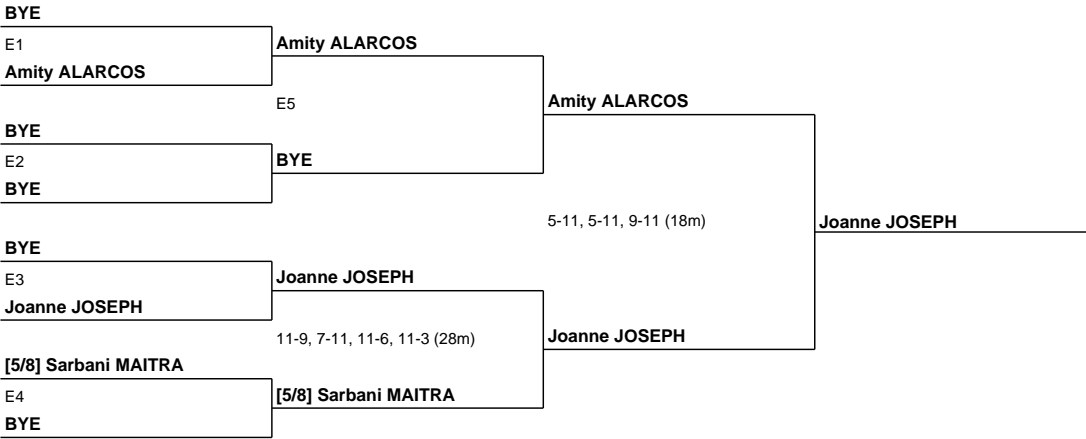 BYE
E1
Amity ALARCOS
Amity ALARCOS
E5
BYE
E2
BYE
BYE
Amity ALARCOS
5-11, 5-11, 9-11 (18m)
Joanne JOSEPH
BYE
E3
Joanne JOSEPH
Joanne JOSEPH
11-9, 7-11, 11-6, 11-3 (28m)
Joanne JOSEPH
[5/8] Sarbani MAITRA
E4
BYE
[5/8] Sarbani MAITRA